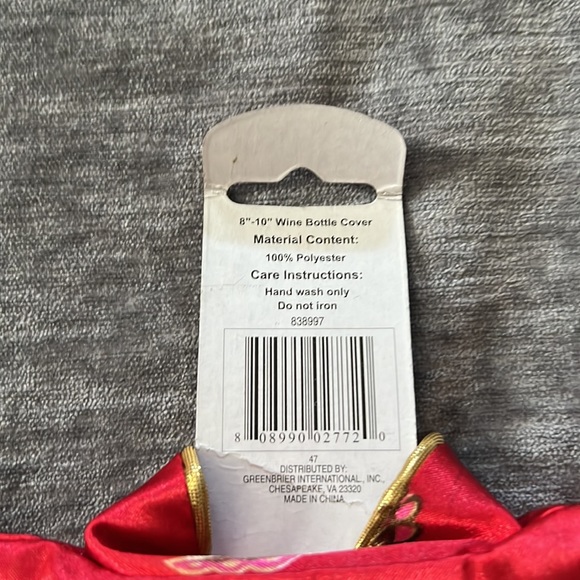 8"-10" Wine Bottle Cover
Material Content:
100% Polyester
Care Instructions:
Hand wash only
Do not iron
838997
8 08990 02772 0
47
DISTRIBUTED BY:
GREENBRIER INTERNATIONAL, INC.,
CHESAPEAKE, VA 23320
MADE IN CHINA